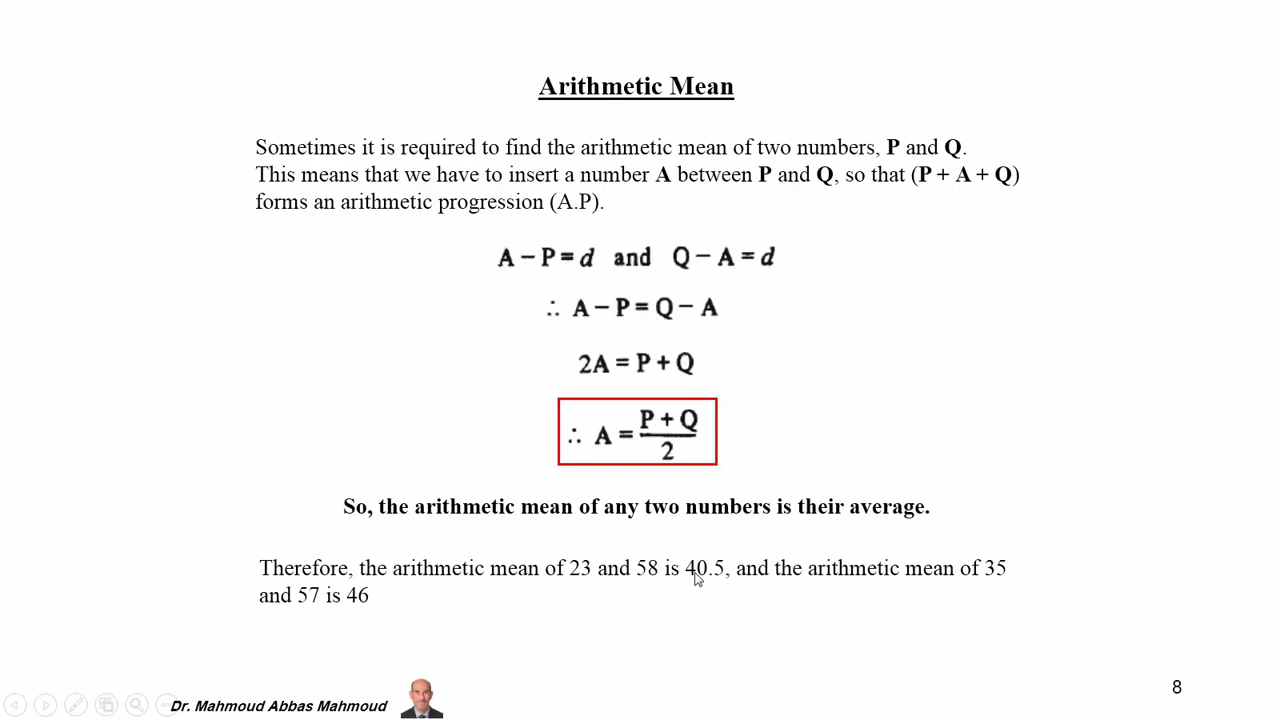 Arithmetic Mean
Sometimes it is required to find the arithmetic mean of two numbers, P and Q.
This means that we have to insert a number A between P and Q, so that (P + A + Q)
forms an arithmetic progression (A.P).
A − P = d and Q − A = d
∴ A − P = Q − A
2A = P + Q
∴ A = (P + Q)/2
So, the arithmetic mean of any two numbers is their average.
Therefore, the arithmetic mean of 23 and 58 is 40.5, and the arithmetic mean of 35
and 57 is 46
8
Dr. Mahmoud Abbas Mahmoud